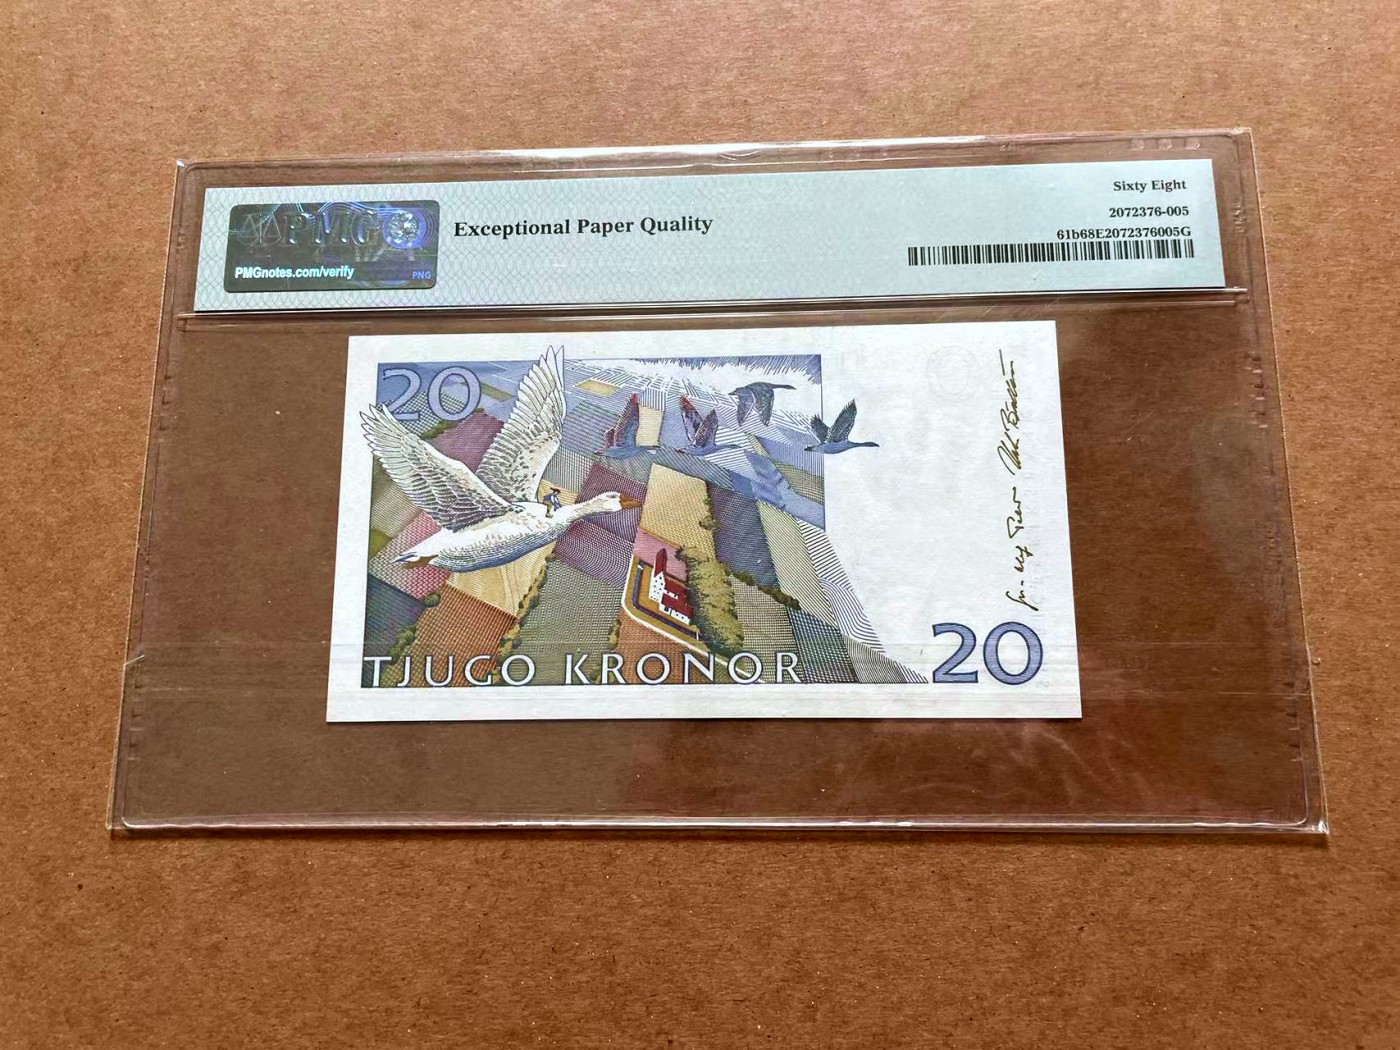 PMG
PMGnotes.com/verify
PNG
Exceptional Paper Quality
Sixty Eight
2072376-005
61b68E2072376005G
20
TJUGO KRONOR
20